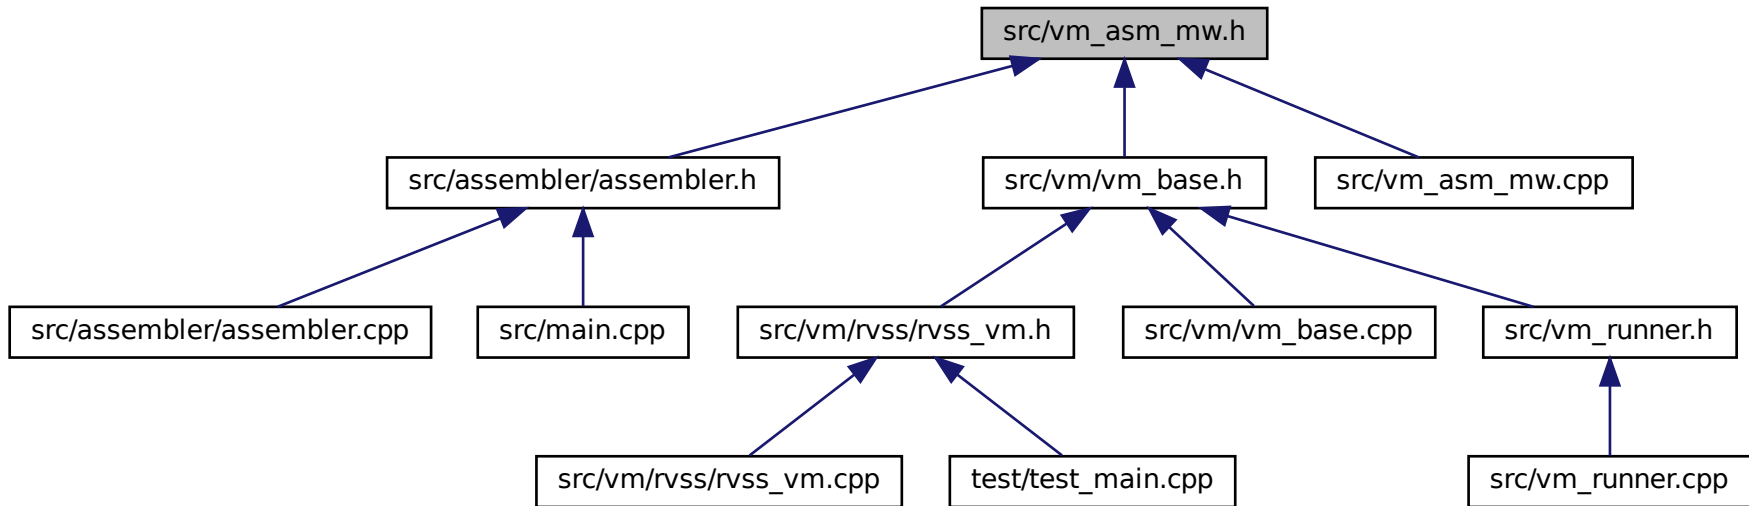 src/vm_asm_mw.h
src/assembler/assembler.h
src/vm/vm_base.h
src/vm_asm_mw.cpp
src/assembler/assembler.cpp
src/main.cpp
src/vm/rvss/rvss_vm.h
src/vm/vm_base.cpp
src/vm_runner.h
src/vm/rvss/rvss_vm.cpp
test/test_main.cpp
src/vm_runner.cpp